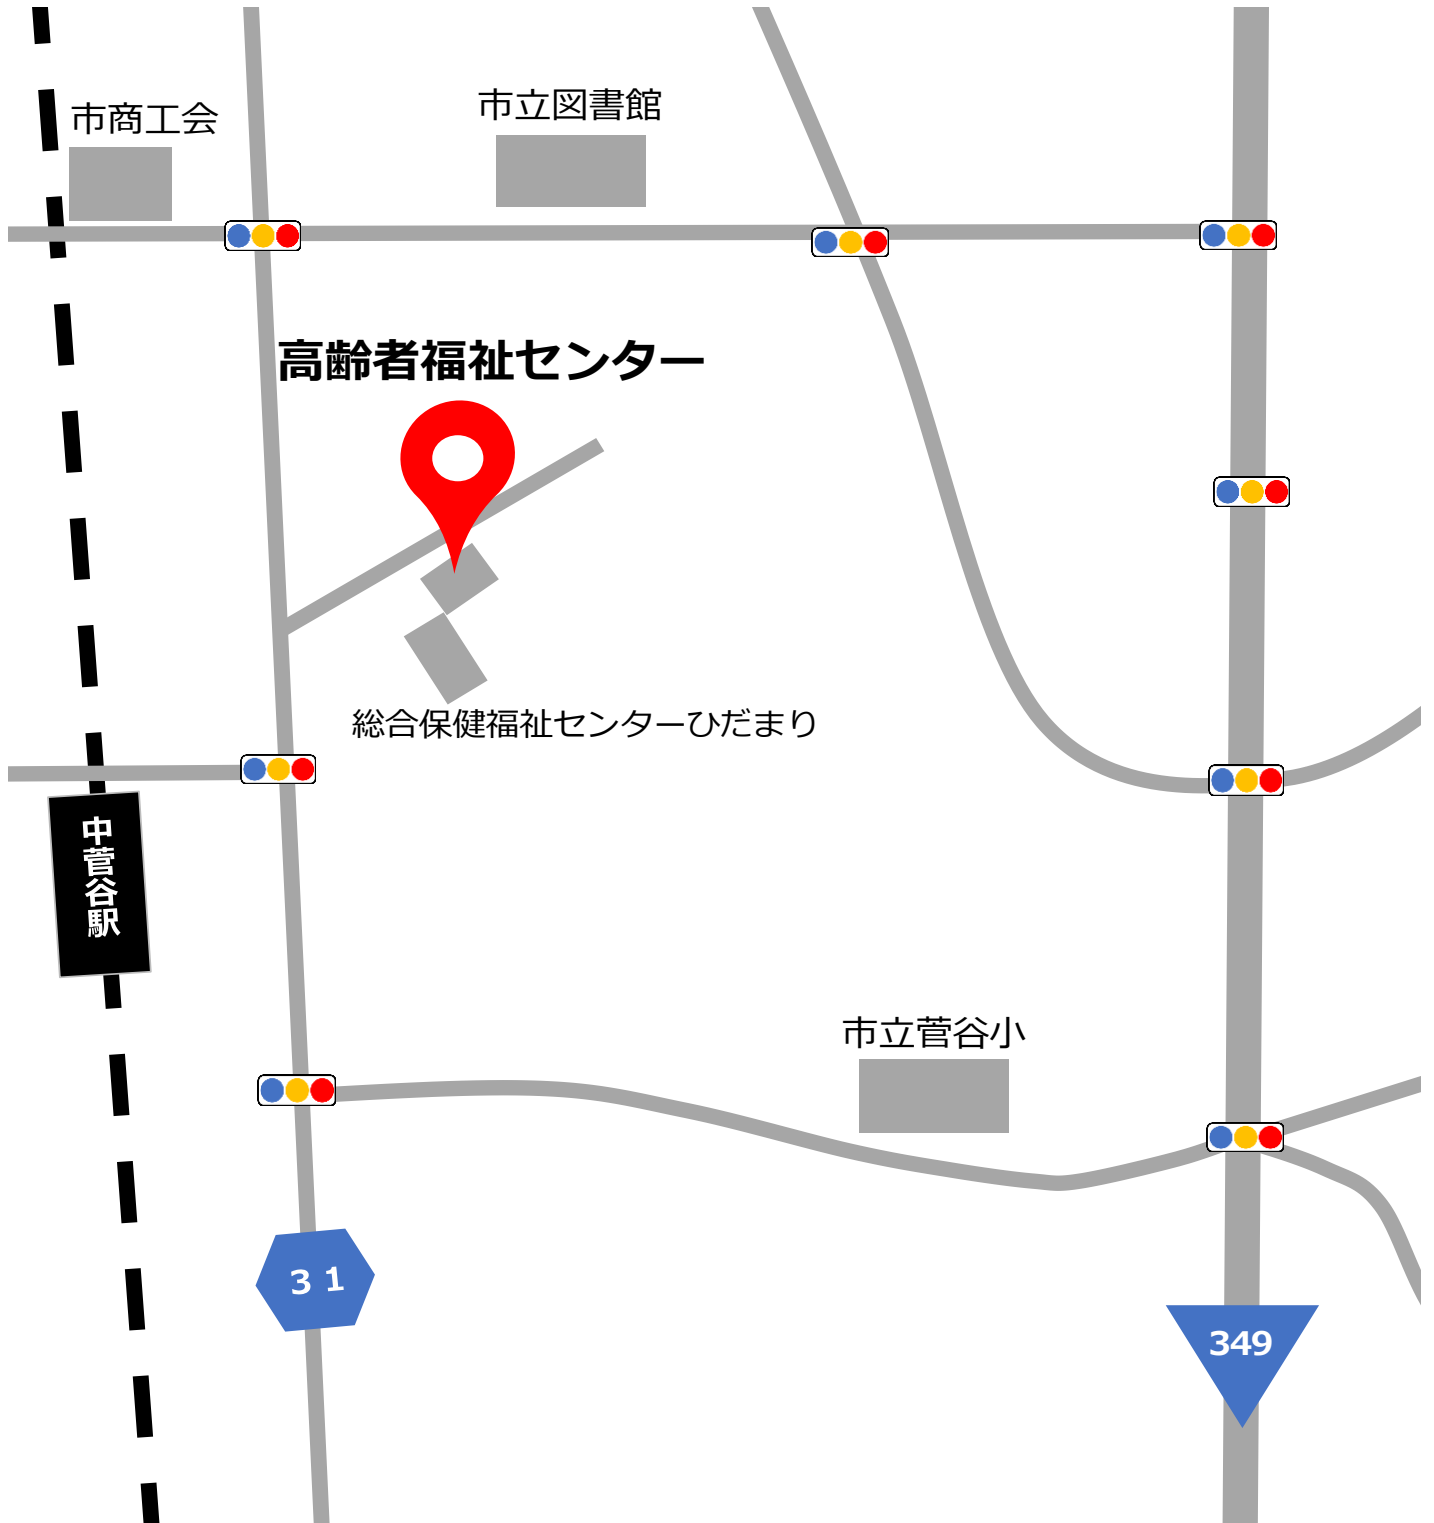 市商工会
市立図書館
高齢者福祉センター
総合保健福祉センターひだまり
中菅谷駅
市立菅谷小
３１
349